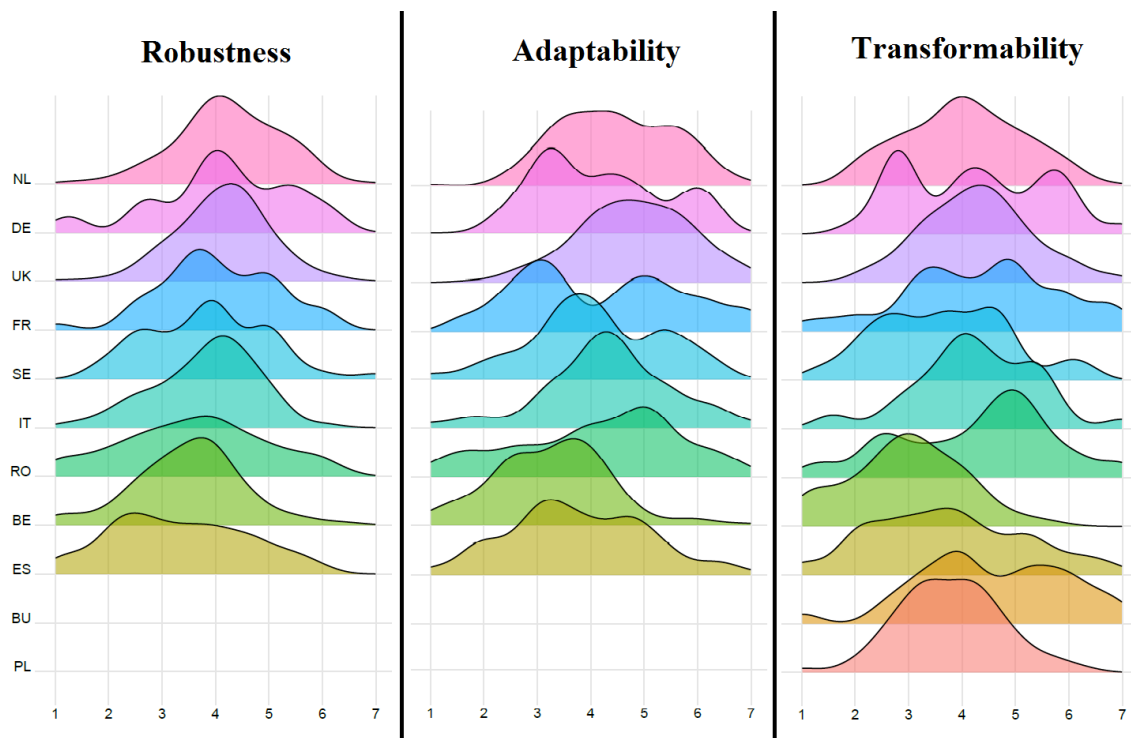 Robustness
Adaptability
Transformability
NL
DE
UK
FR
SE
IT
RO
BE
ES
BU
PL
1 2 3 4 5 6 7
1 2 3 4 5 6 7
1 2 3 4 5 6 7